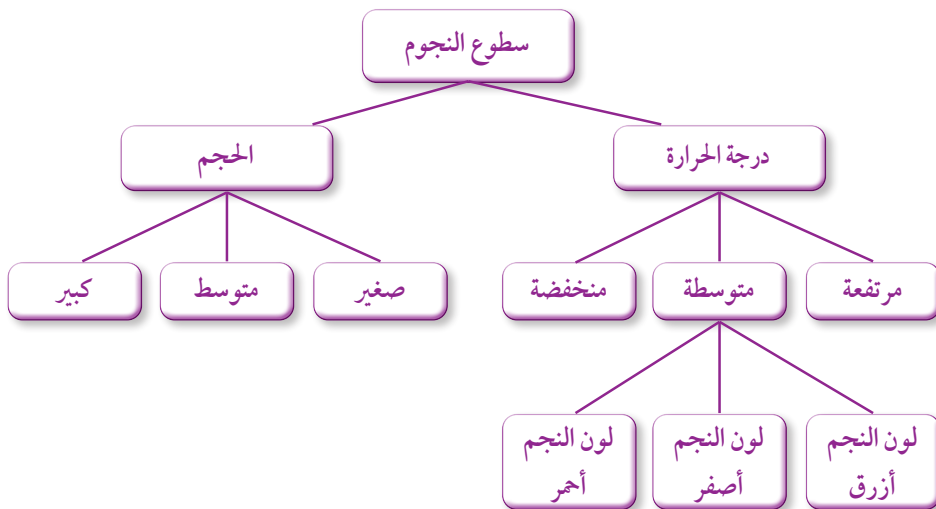 سطوع النجوم
درجة الحرارة
الحجم
مرتفعة
متوسطة
منخفضة
صغير
متوسط
كبير
لون النجم
أزرق
لون النجم
أصفر
لون النجم
أحمر